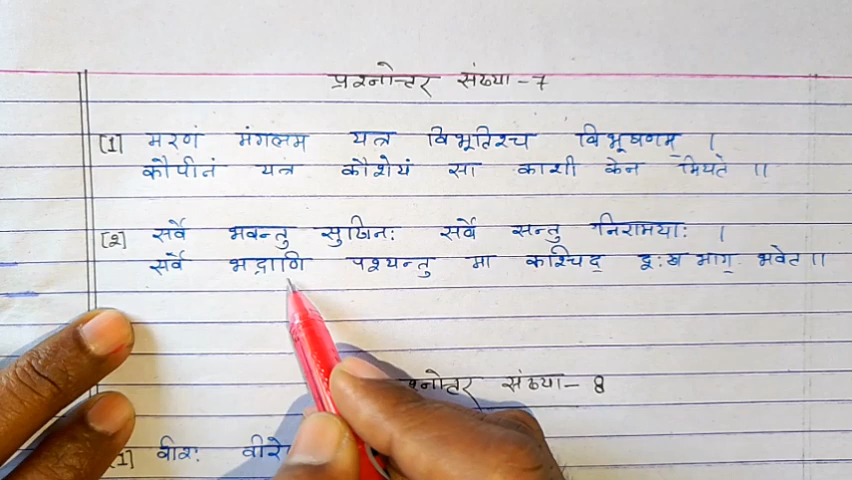 प्रश्नोत्तर संख्या - 7
[1] मरणं मंगलम यत्र विभूतिश्च विभूषणम् ।
कौपीनं यत्र कौशेयं सा काशी केन मियते ॥
[2] सर्वे भवन्तु सुखिनः सर्वे सन्तु निरामयाः ।
सर्वे भद्राणि पश्यन्तु मा कश्चिद् दुःख भाग् भवेत ॥
संख्या - 8
[1] वीरः